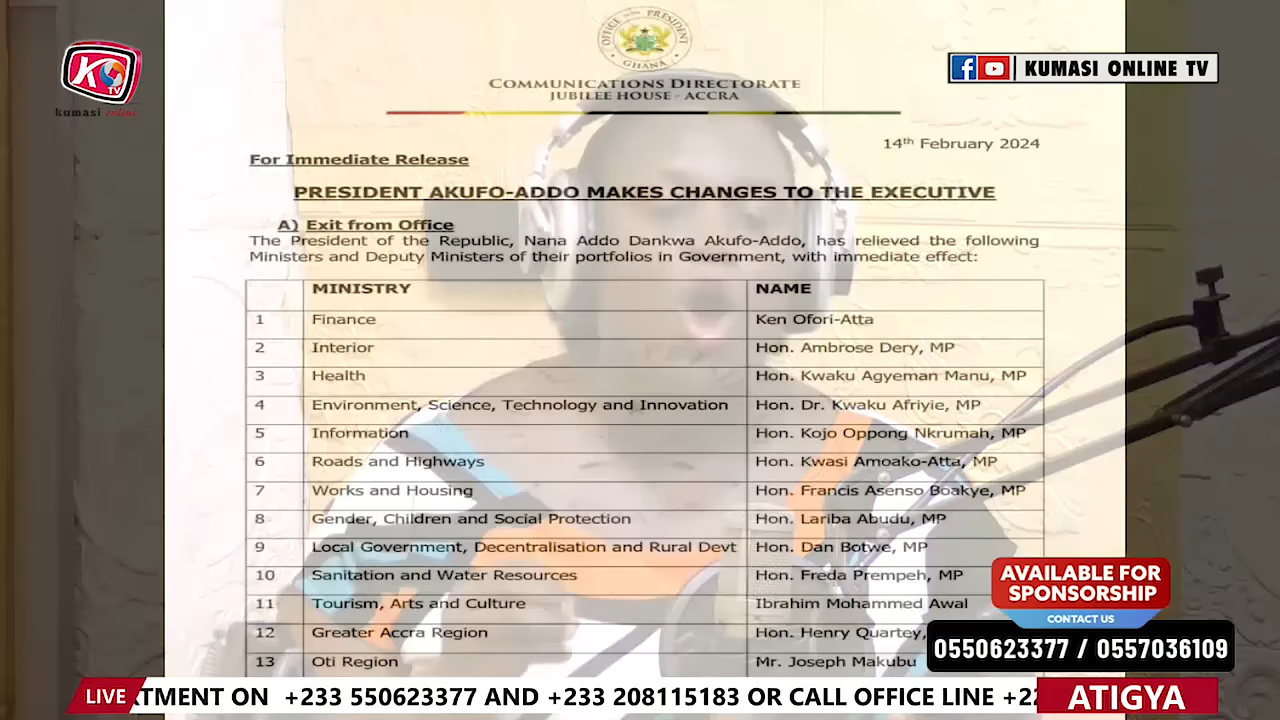 KO
TV
kumasi online
KUMASI ONLINE TV
OFFICE OF THE PRESIDENT
GHANA
COMMUNICATIONS DIRECTORATE
JUBILEE HOUSE - ACCRA
14th February 2024
For Immediate Release
PRESIDENT AKUFO-ADDO MAKES CHANGES TO THE EXECUTIVE
A) Exit from Office
The President of the Republic, Nana Addo Dankwa Akufo-Addo, has relieved the following
Ministers and Deputy Ministers of their portfolios in Government, with immediate effect:
MINISTRY NAME
1 Finance Ken Ofori-Atta
2 Interior Hon. Ambrose Dery, MP
3 Health Hon. Kwaku Agyeman Manu, MP
4 Environment, Science, Technology and Innovation Hon. Dr. Kwaku Afriyie, MP
5 Information Hon. Kojo Oppong Nkrumah, MP
6 Roads and Highways Hon. Kwasi Amoako-Atta, MP
7 Works and Housing Hon. Francis Asenso Boakye, MP
8 Gender, Children and Social Protection Hon. Lariba Abudu, MP
9 Local Government, Decentralisation and Rural Devt Hon. Dan Botwe, MP
10 Sanitation and Water Resources Hon. Freda Prempeh, MP
11 Tourism, Arts and Culture Ibrahim Mohammed Awal
12 Greater Accra Region Hon. Henry Quartey,
13 Oti Region Mr. Joseph Makubu
AVAILABLE FOR
SPONSORSHIP
CONTACT US
0550623377 / 0557036109
LIVE TMENT ON +233 550623377 AND +233 208115183 OR CALL OFFICE LINE +22 ATIGYA